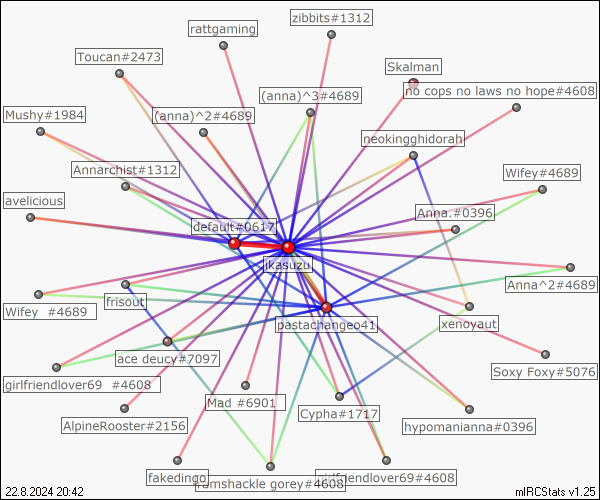 zibbits#1312
rattgaming
Toucan#2473
Skalman
no cops no laws no hope#4608
(anna)^3#4689
Mushy#1984
(anna)^2#4689
neokingghidorah
Annarchist#1312
Wifey#4689
avelicious
Anna.#0396
default#0617
ikasuzu
Anna^2#4689
Wifey  #4689
frisout
pastachangeo41
xenoyaut
ace deucy#7097
Soxy Foxy#5076
girlfriendlover69  #4608
Mad #6901
AlpineRooster#2156
Cypha#1717
hypomanianna#0396
fakedingo
ramshackle gorey#4608
girlfriendlover69#4608
22.8.2024 20:42
mIRCStats v1.25